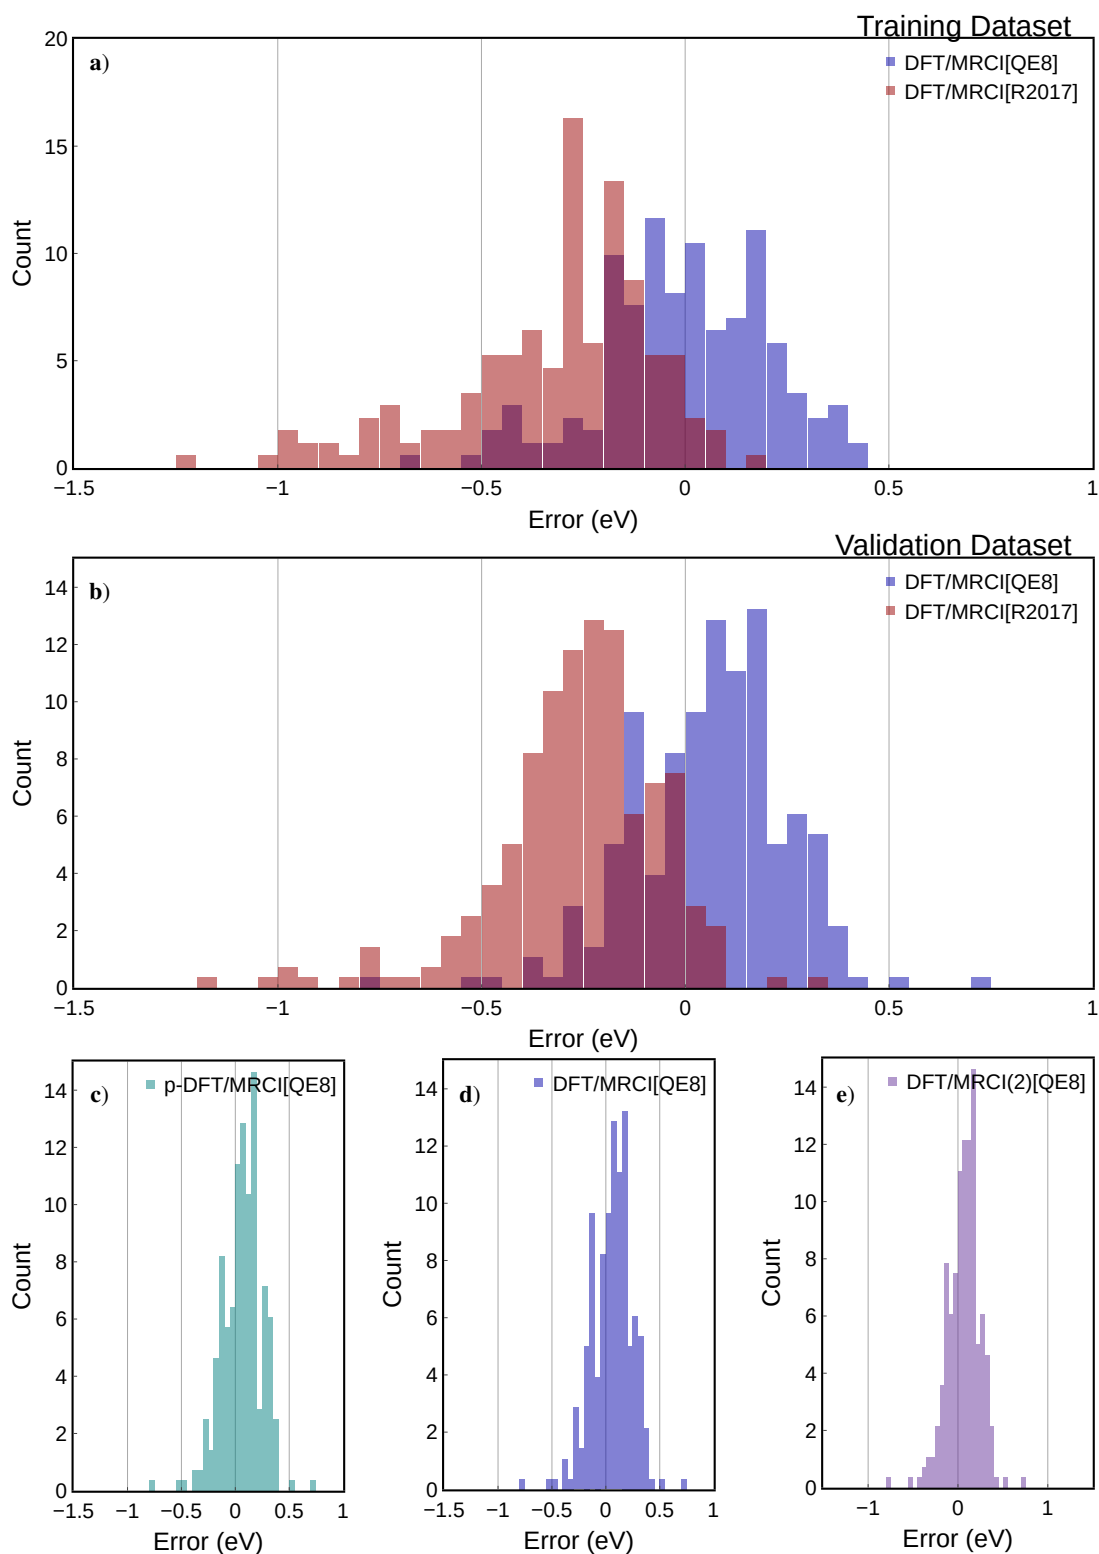 Training Dataset
20
a)
DFT/MRCI[QE8]
DFT/MRCI[R2017]
15
10
5
0
Count
−1.5 −1 −0.5 0 0.5 1
Error (eV)
Validation Dataset
b)
DFT/MRCI[QE8]
DFT/MRCI[R2017]
14
12
10
8
6
4
2
0
Count
−1.5 −1 −0.5 0 0.5 1
Error (eV)
c)
p-DFT/MRCI[QE8]
14
12
10
8
6
4
2
0
Count
−1.5 −1 −0.5 0 0.5 1
Error (eV)
d)
DFT/MRCI[QE8]
14
12
10
8
6
4
2
0
Count
−1.5 −1 −0.5 0 0.5 1
Error (eV)
e)
DFT/MRCI(2)[QE8]
14
12
10
8
6
4
2
0
Count
−1 0 1
Error (eV)